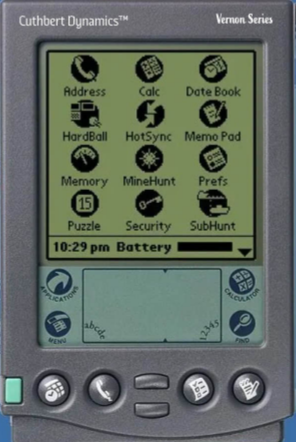 Cuthbert Dynamics™ Vernon Series
Address Calc Date Book
HardBall HotSync Memo Pad
Memory MineHunt Prefs
15
Puzzle Security SubHunt
10:29 pm Battery
APPLICATIONS CALCULATOR
MENU abcde 12345 FIND